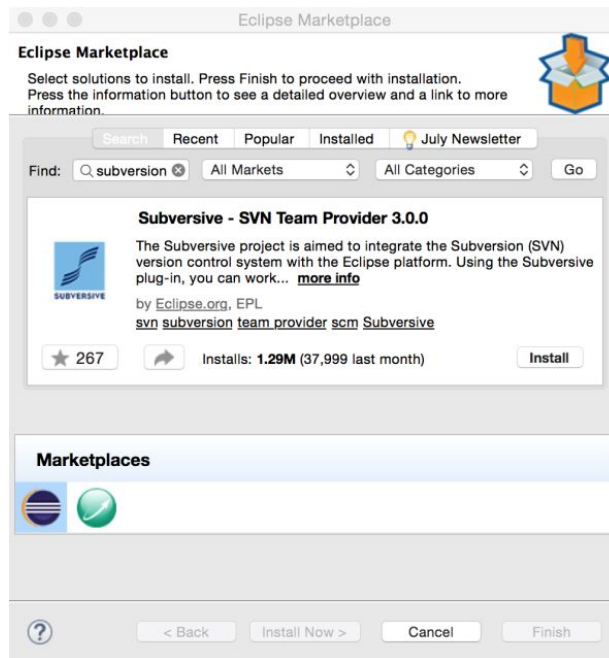 Eclipse Marketplace
Eclipse Marketplace
Select solutions to install. Press Finish to proceed with installation.
Press the information button to see a detailed overview and a link to more
information.
Search Recent Popular Installed July Newsletter
Find: subversion All Markets All Categories Go
Subversive - SVN Team Provider 3.0.0
The Subversive project is aimed to integrate the Subversion (SVN)
version control system with the Eclipse platform. Using the Subversive
plug-in, you can work... more info
SUBVERSIVE
by Eclipse.org, EPL
svn subversion team provider scm Subversive
267 Installs: 1.29M (37,999 last month) Install
Marketplaces
? < Back Install Now > Cancel Finish